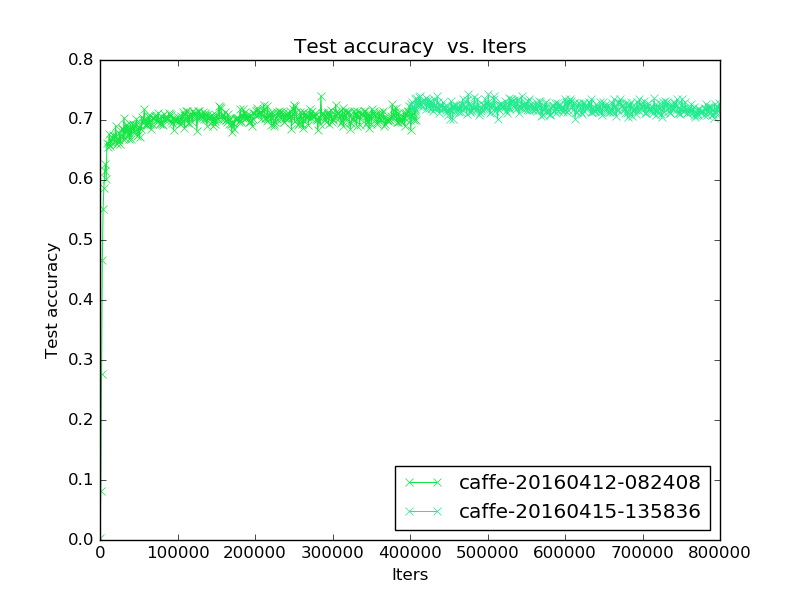 Test accuracy  vs. Iters
Test accuracy
0.8
0.7
0.6
0.5
0.4
0.3
0.2
0.1
0.0
0 100000 200000 300000 400000 500000 600000 700000 800000
Iters
caffe-20160412-082408
caffe-20160415-135836